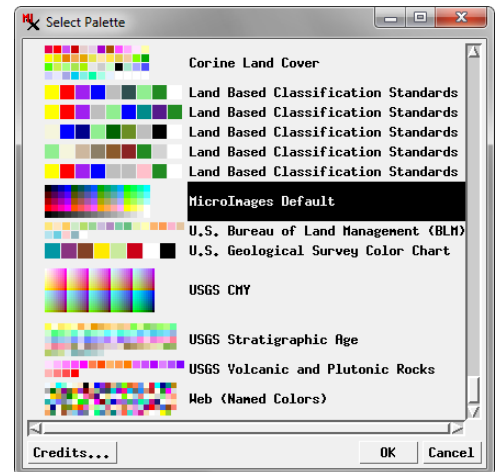 Select Palette
Corine Land Cover
Land Based Classification Standards
Land Based Classification Standards
Land Based Classification Standards
Land Based Classification Standards
Land Based Classification Standards
MicroImages Default
U.S. Bureau of Land Management (BLM)
U.S. Geological Survey Color Chart
USGS CMY
USGS Stratigraphic Age
USGS Volcanic and Plutonic Rocks
Web (Named Colors)
Credits... OK Cancel